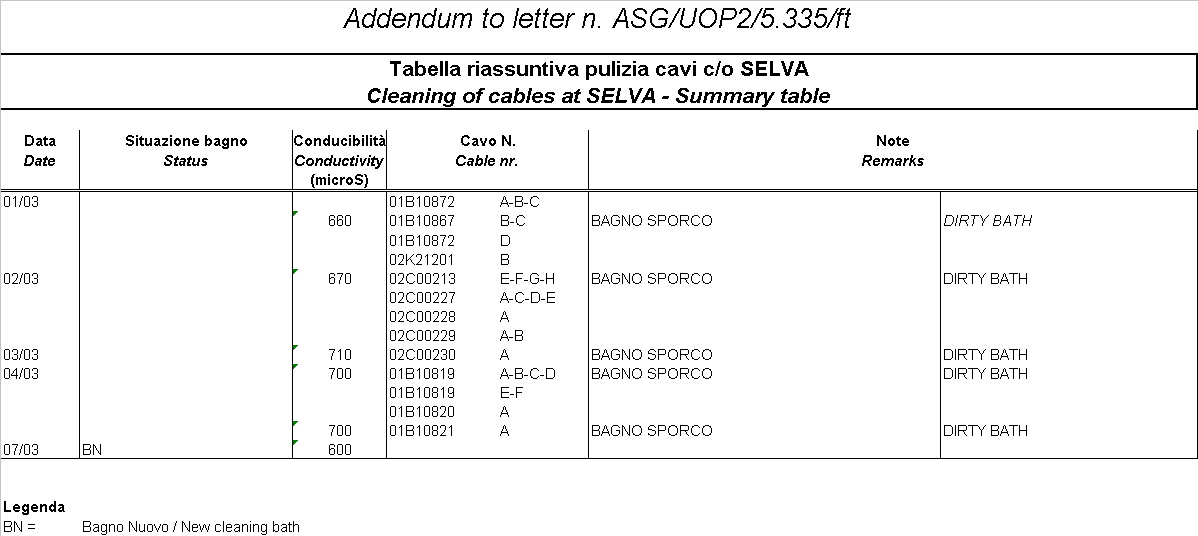 Addendum to letter n. ASG/UOP2/5.335/ft
Tabella riassuntiva pulizia cavi c/o SELVA
Cleaning of cables at SELVA - Summary table
Data Situazione bagno Conducibilità Cavo N. Note
Date Status Conductivity Cable nr. Remarks
(microS)
01/03 01B10872 A-B-C
660 01B10867 B-C BAGNO SPORCO DIRTY BATH
01B10872 D
02K21201 B
02/03 670 02C00213 E-F-G-H BAGNO SPORCO DIRTY BATH
02C00227 A-C-D-E
02C00228 A
02C00229 A-B
03/03 710 02C00230 A BAGNO SPORCO DIRTY BATH
04/03 700 01B10819 A-B-C-D BAGNO SPORCO DIRTY BATH
01B10819 E-F
01B10820 A
700 01B10821 A BAGNO SPORCO DIRTY BATH
07/03 BN 600
Legenda
BN = Bagno Nuovo / New cleaning bath